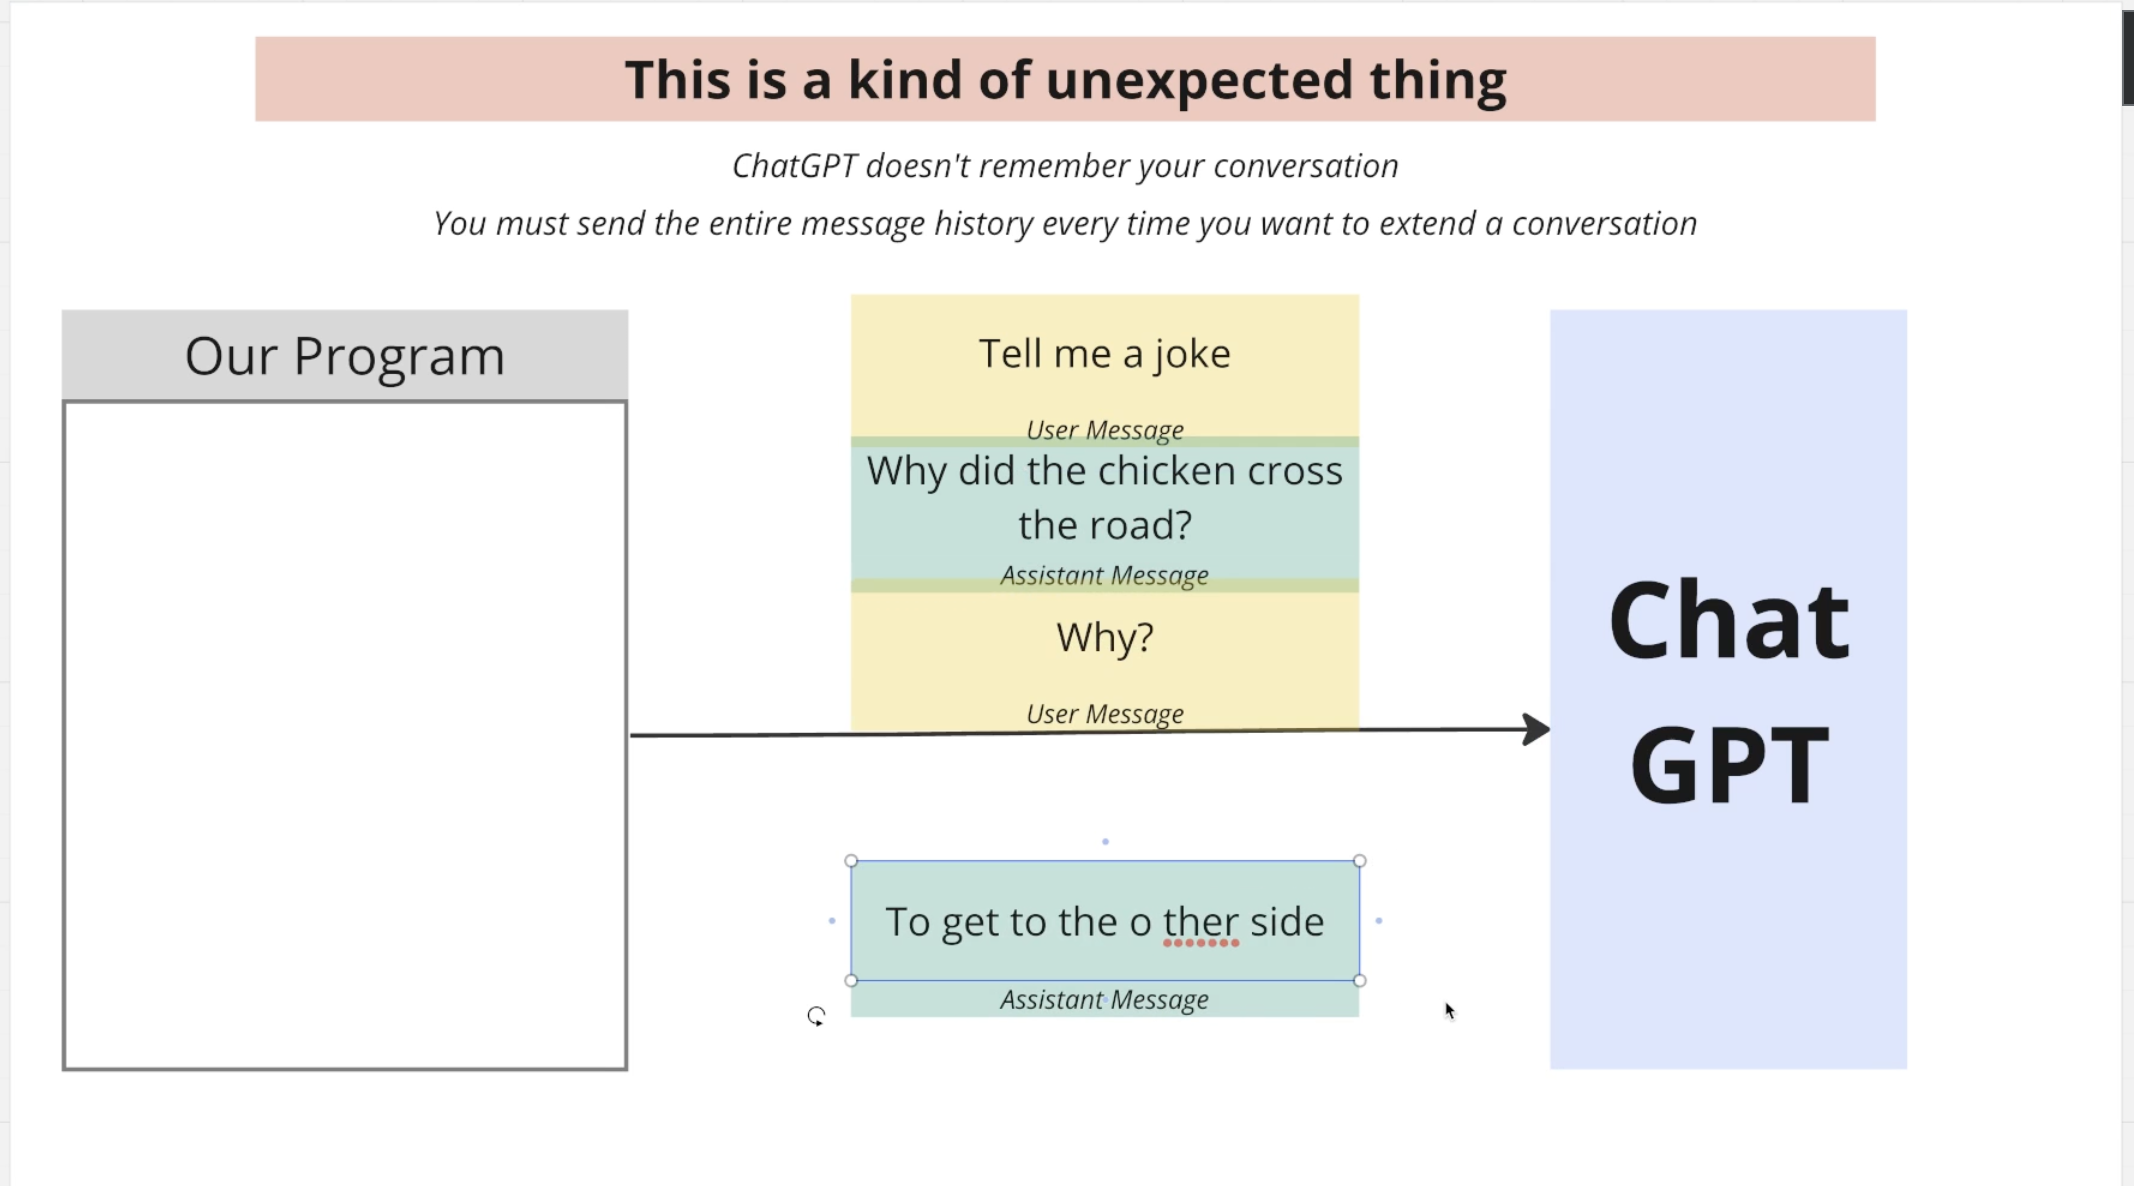 This is a kind of unexpected thing
ChatGPT doesn't remember your conversation
You must send the entire message history every time you want to extend a conversation
Our Program
Tell me a joke
User Message
Why did the chicken cross
the road?
Assistant Message
Why?
User Message
Chat
GPT
To get to the o ther side
Assistant Message